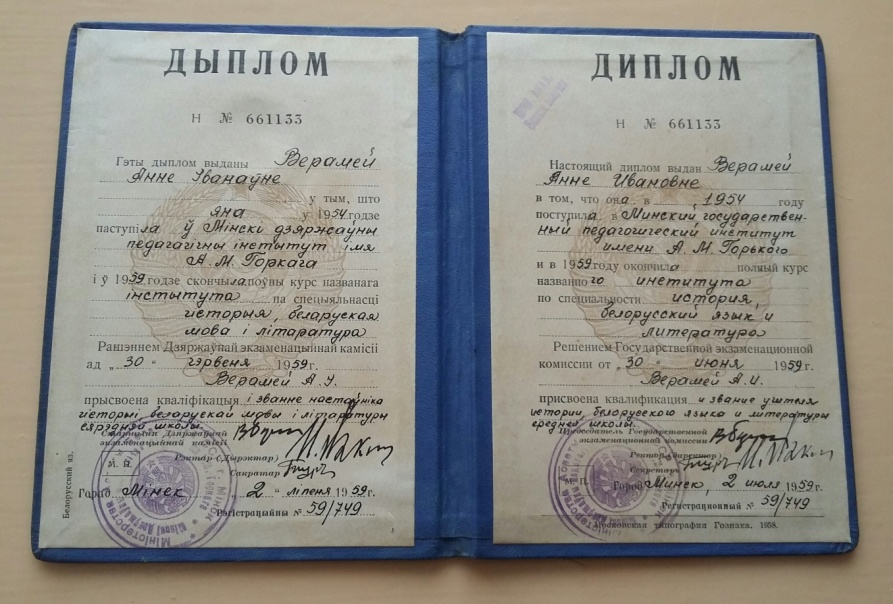 ДЫПЛОМ
Н № 661133
Гэты дыплом выданы Верамей
Анне Іванаўне
у тым, што
яна у 1954 годзе
паступіла ў Мінскі дзяржаўны
педагагічны інстытут імя
А. М. Горкага
і ў 1959 годзе скончыла поўны курс названага
інстытута па спецыяльнасці
гісторыя, беларуская
мова і літаратура
Рашэннем Дзяржаўнай экзаменацыйнай камісіі
ад „30“ чэрвеня 1959 г.
Верамей А. І.
прысвоена кваліфікацыя і званне настаўніка
гісторыі, беларускай мовы і літаратуры
сярэдняй школы.
Старшыня Дзяржаўнай
экзаменацыйнай камісіі
Рэктар (Дырэктар)
Сакратар
М. П.
Горад Мінск „2“ ліпеня 1959 г.
Рэгістрацыйны № 59/749
Белорусский яз.
ДИПЛОМ
Н № 661133
Настоящий диплом выдан Верамей
Анне Ивановне
в том, что она в 1954 году
поступила в Минский государствен-
ный педагогический институт
имени А. М. Горького
и в 1959 году окончила полный курс
названного института
по специальности история,
белорусский язык и
литература
Решением Государственной экзаменационной
комиссии от „30“ июня 1959 г.
Верамей А. И.
присвоена квалификация и звание учителя
истории, белорусского языка и литературы
средней школы.
Председатель Государственной
экзаменационной комиссии
Ректор (Директор)
Секретарь
М. П.
Город Минск, 2 июля 1959 г.
Регистрационный № 59/749
Московская типография Гознака. 1958.